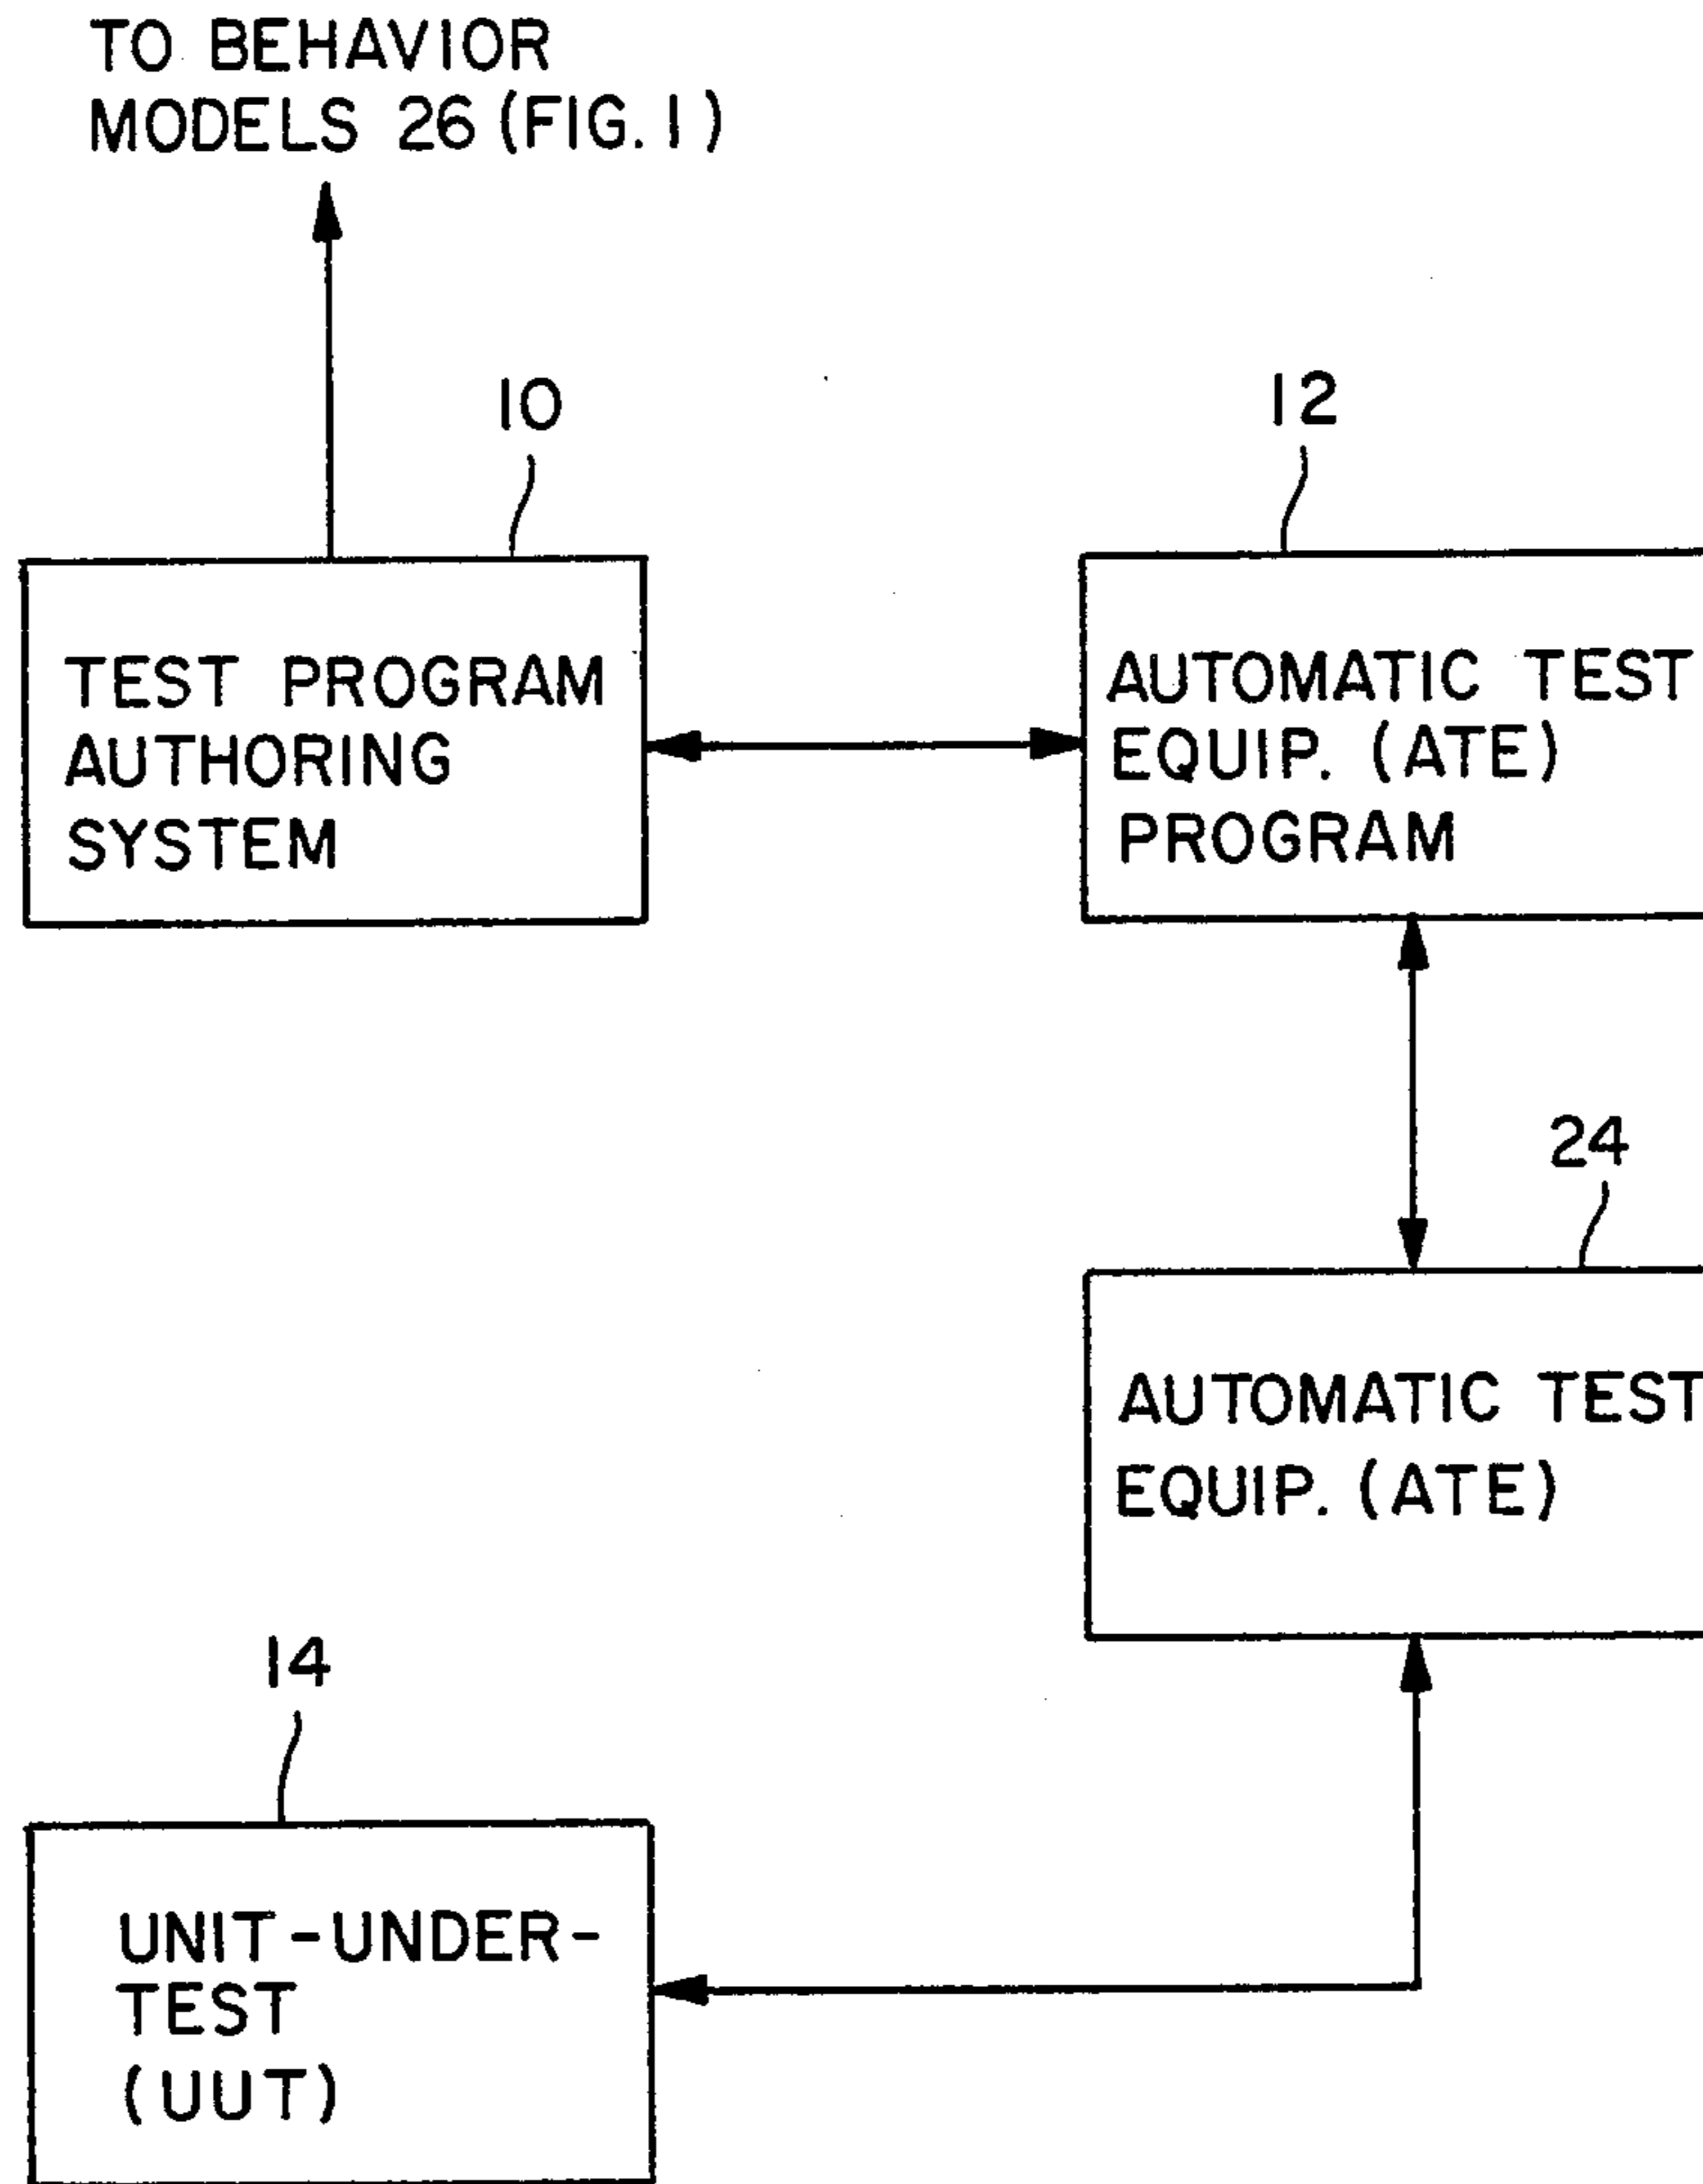 TO BEHAVIOR
MODELS 26 (FIG. 1)
10
12
TEST PROGRAM
AUTHORING
SYSTEM
AUTOMATIC TEST
EQUIP. (ATE)
PROGRAM
24
AUTOMATIC TEST
EQUIP. (ATE)
14
UNIT-UNDER-
TEST
(UUT)